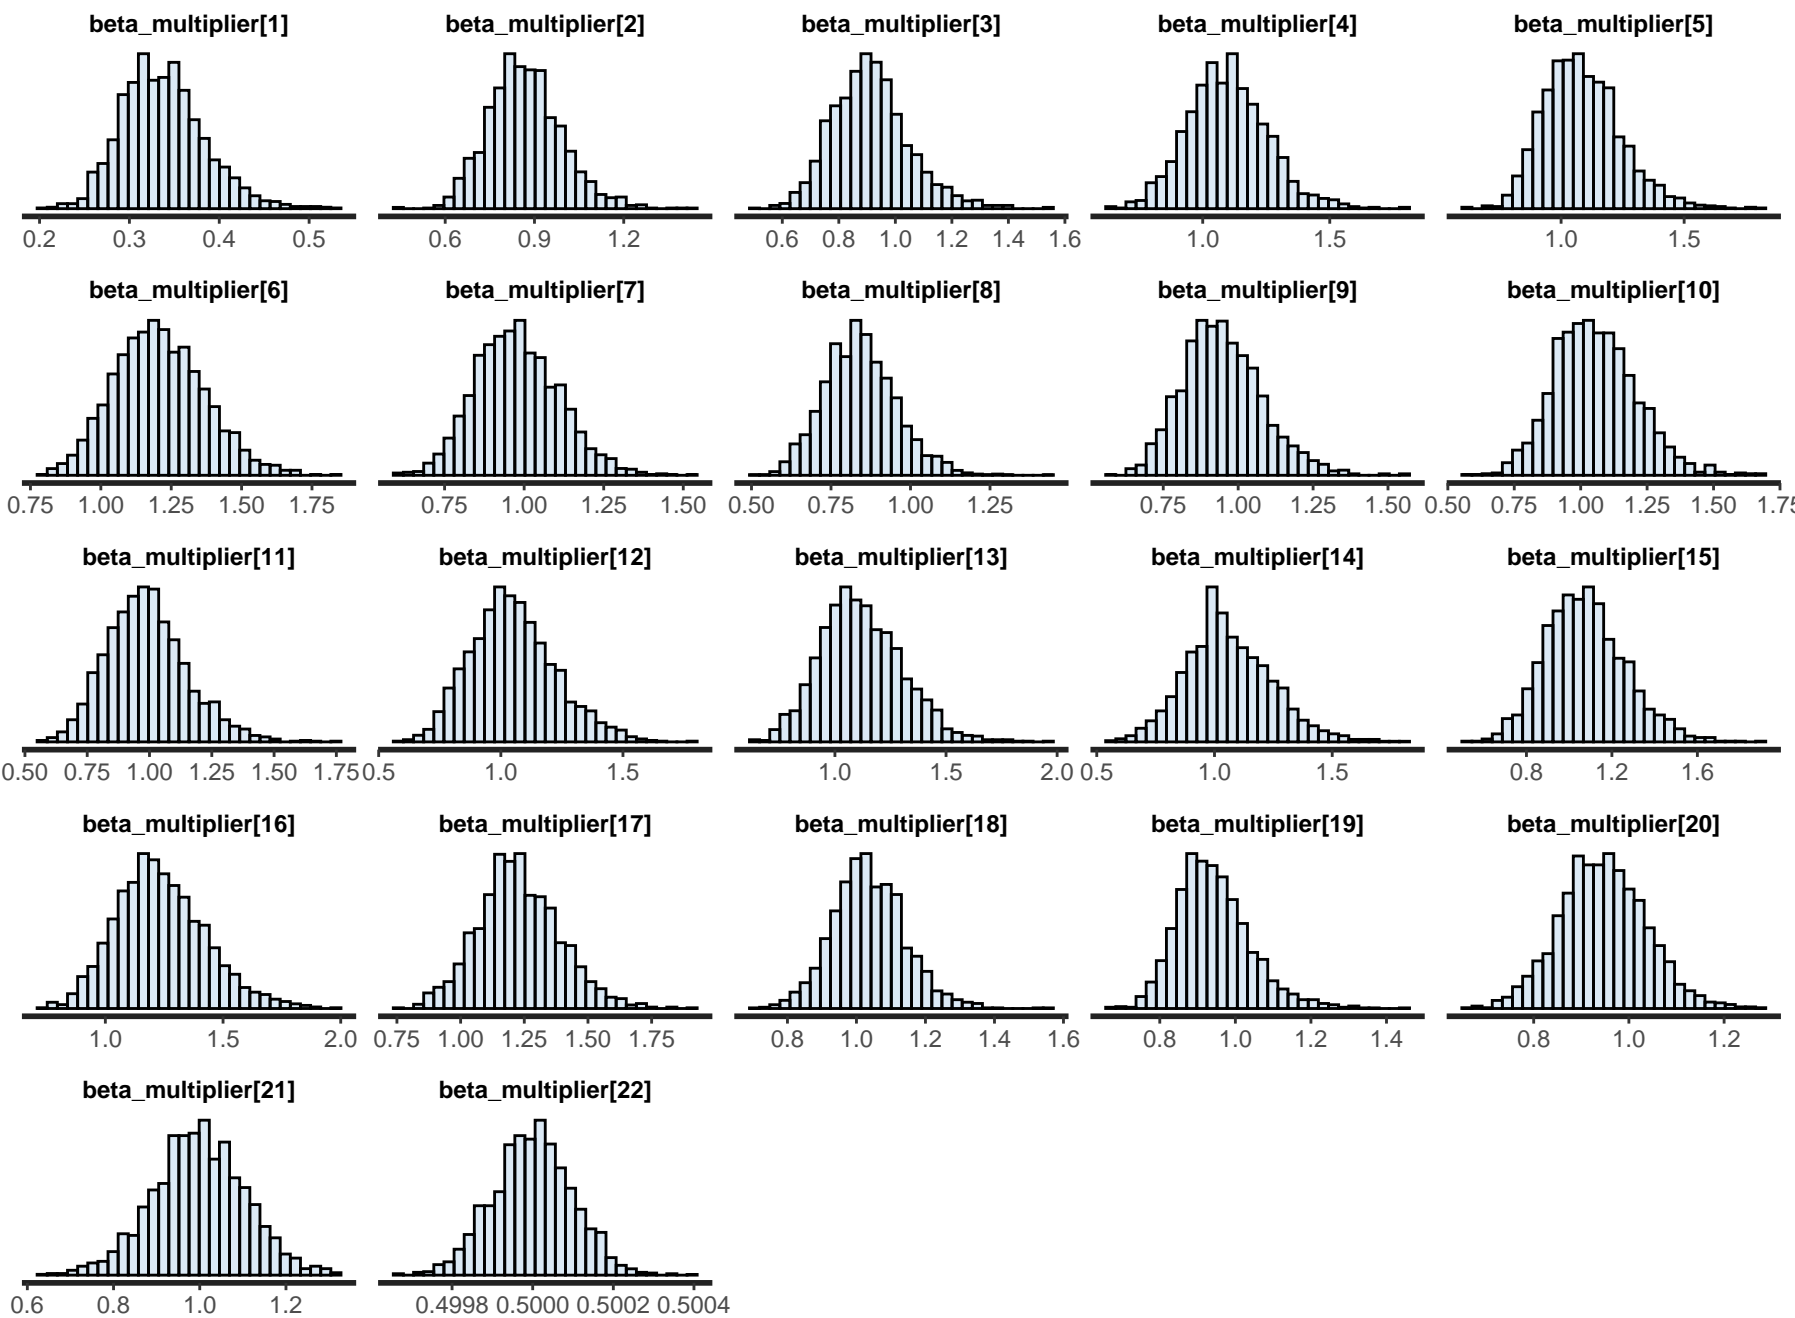 beta_multiplier[1] beta_multiplier[2] beta_multiplier[3] beta_multiplier[4] beta_multiplier[5]
0.2 0.3 0.4 0.5 0.6 0.9 1.2 0.6 0.8 1.0 1.2 1.4 1.6 1.0 1.5 1.0 1.5
beta_multiplier[6] beta_multiplier[7] beta_multiplier[8] beta_multiplier[9] beta_multiplier[10]
0.75 1.00 1.25 1.50 1.75 0.75 1.00 1.25 1.50 0.50 0.75 1.00 1.25 0.75 1.00 1.25 1.50 0.50 0.75 1.00 1.25 1.50 1.75
beta_multiplier[11] beta_multiplier[12] beta_multiplier[13] beta_multiplier[14] beta_multiplier[15]
0.50 0.75 1.00 1.25 1.50 1.75 0.5 1.0 1.5 1.0 1.5 2.0 0.5 1.0 1.5 0.8 1.2 1.6
beta_multiplier[16] beta_multiplier[17] beta_multiplier[18] beta_multiplier[19] beta_multiplier[20]
1.0 1.5 2.0 0.75 1.00 1.25 1.50 1.75 0.8 1.0 1.2 1.4 1.6 0.8 1.0 1.2 1.4 0.8 1.0 1.2
beta_multiplier[21] beta_multiplier[22]
0.6 0.8 1.0 1.2 0.4998 0.5000 0.5002 0.5004